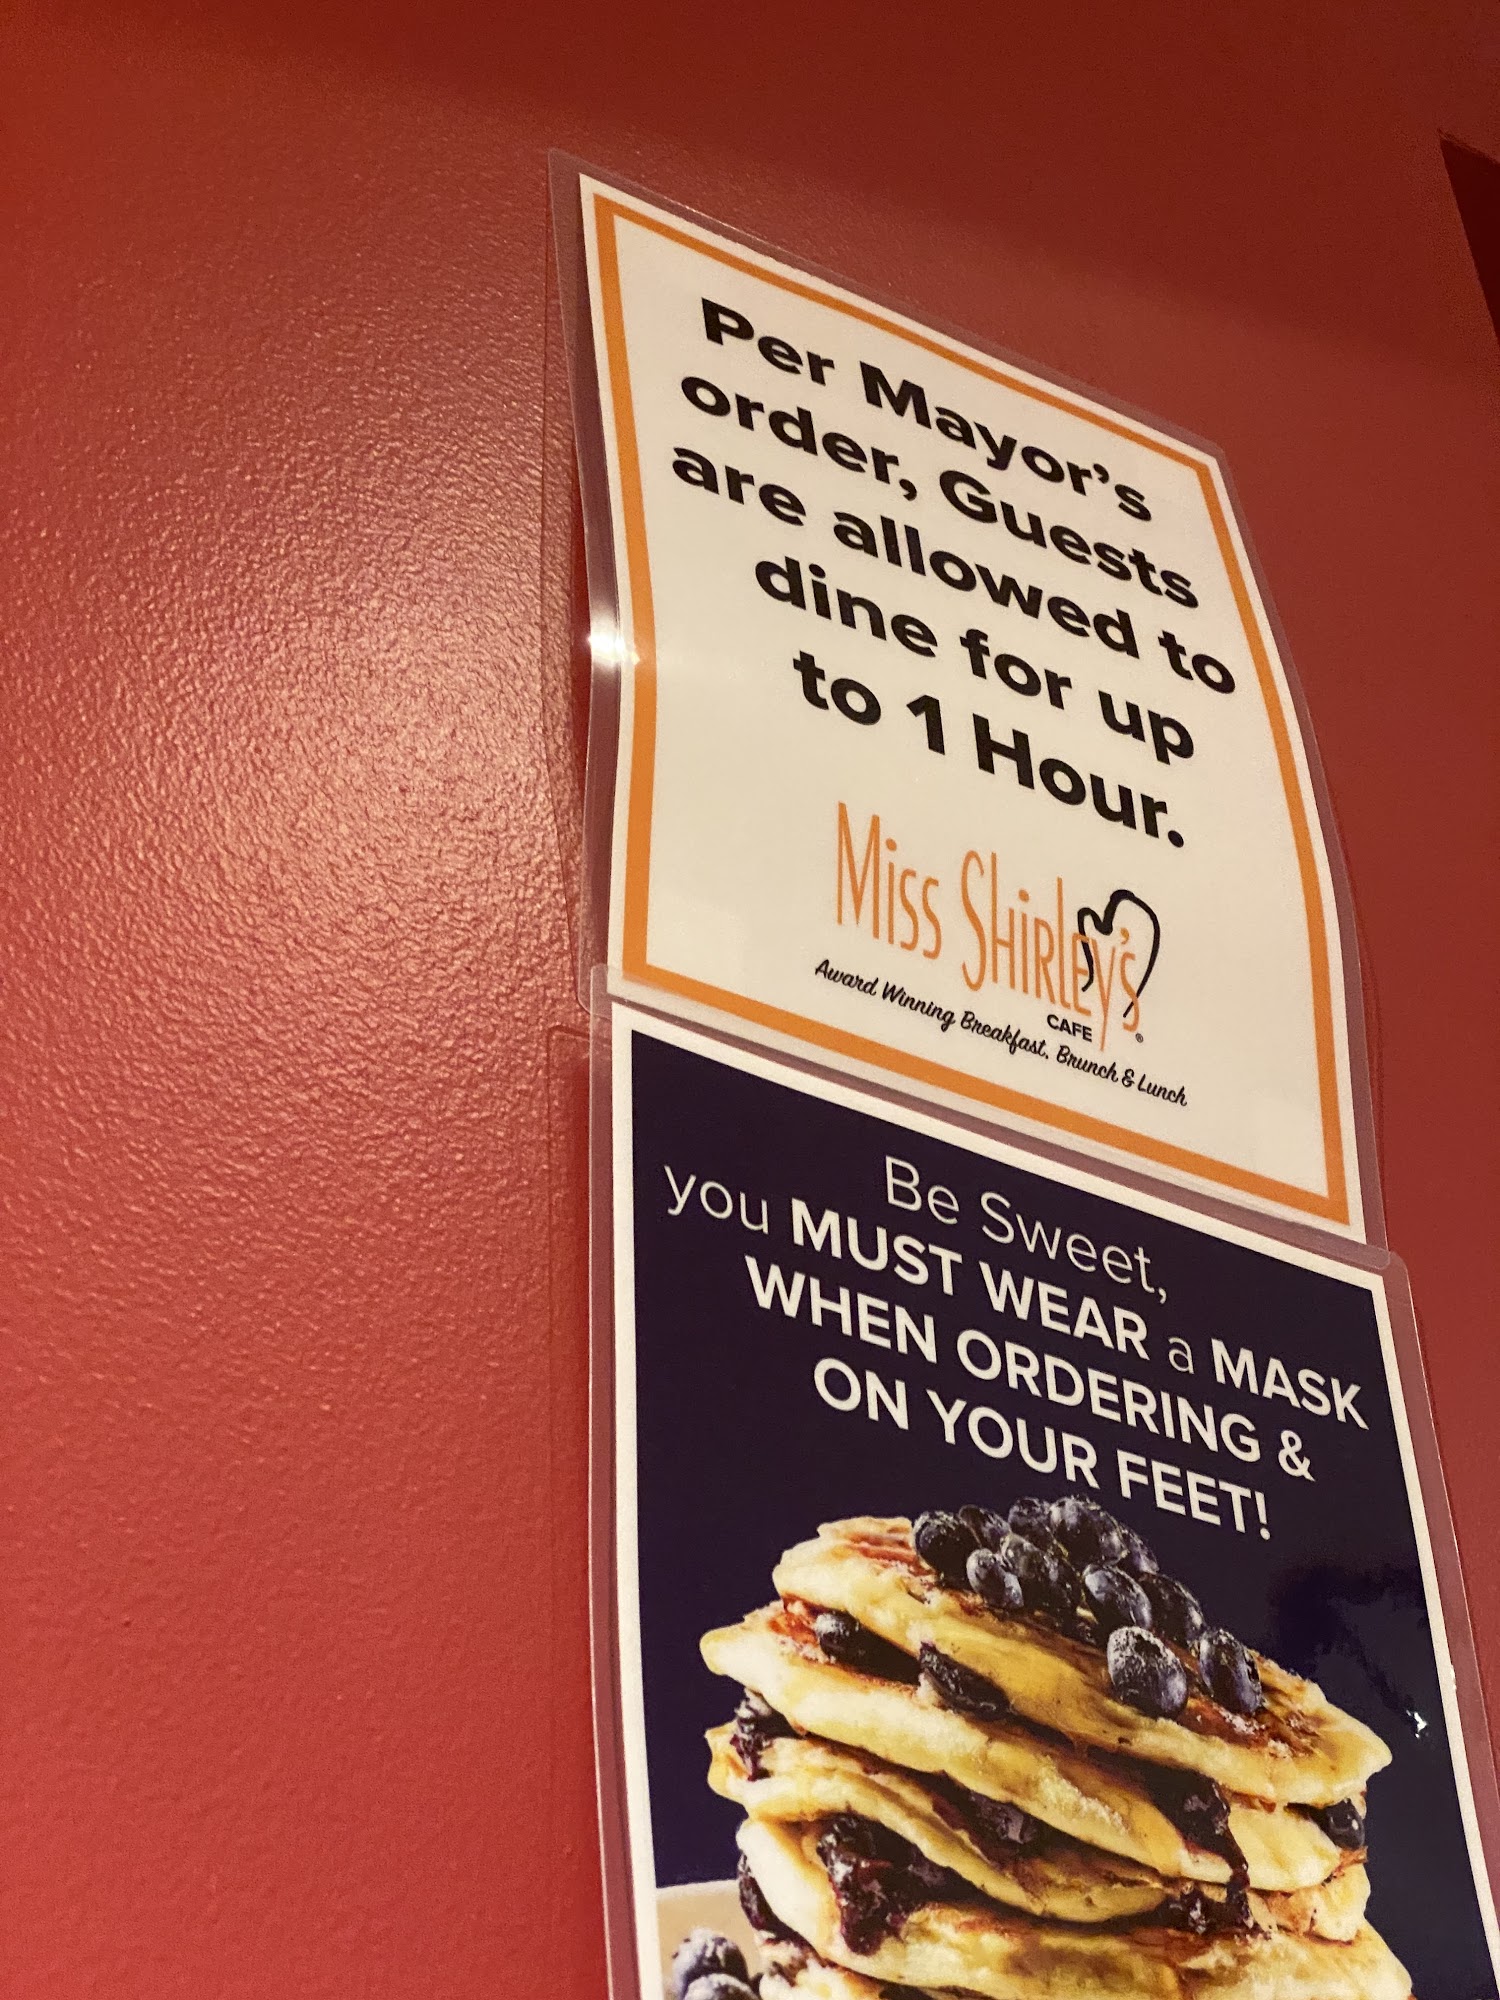 Per Mayor's
order, Guests
are allowed to
dine for up
to 1 Hour.
Miss Shirley's
CAFE ®
Award Winning Breakfast, Brunch & Lunch
Be Sweet,
you MUST WEAR a MASK
WHEN ORDERING &
ON YOUR FEET!